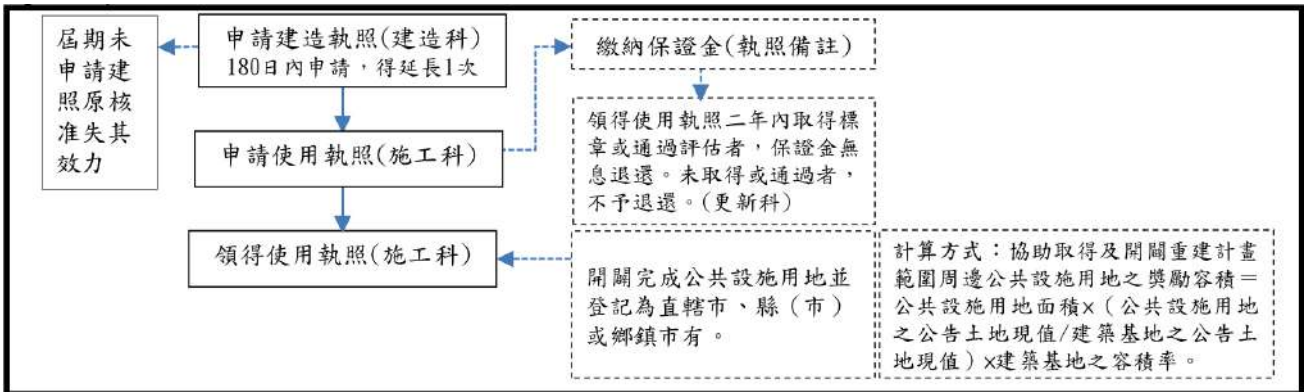 屆期未
申請建
照原核
准失其
效力
申請建造執照(建造科)
180日內申請，得延長1次
繳納保證金(執照備註)
申請使用執照(施工科)
領得使用執照二年內取得標
章或通過評估者，保證金無
息退還。未取得或通過者，
不予退還。(更新科)
領得使用執照(施工科)
開闢完成公共設施用地並
登記為直轄市、縣（市）
或鄉鎮市有。
計算方式：協助取得及開闢重建計畫
範圍周邊公共設施用地之獎勵容積＝
公共設施用地面積×（公共設施用地
之公告土地現值/建築基地之公告土
地現值）×建築基地之容積率。